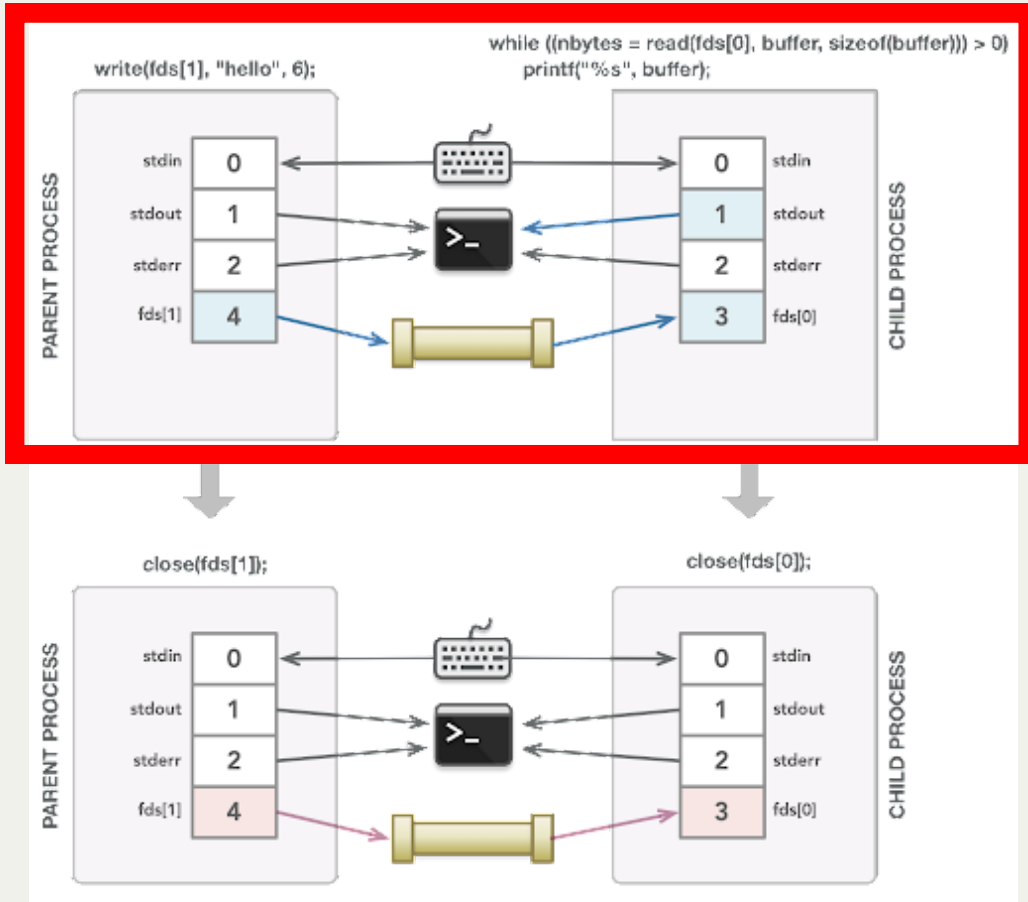 while ((nbytes = read(fds[0], buffer, sizeof(buffer))) > 0)
write(fds[1], "hello", 6);
printf("%s", buffer);
PARENT PROCESS
stdin 0
stdout 1
stderr 2
fds[1] 4
>_
0 stdin
1 stdout
2 stderr
3 fds[0]
CHILD PROCESS
close(fds[1]);
close(fds[0]);
PARENT PROCESS
stdin 0
stdout 1
stderr 2
fds[1] 4
>_
0 stdin
1 stdout
2 stderr
3 fds[0]
CHILD PROCESS